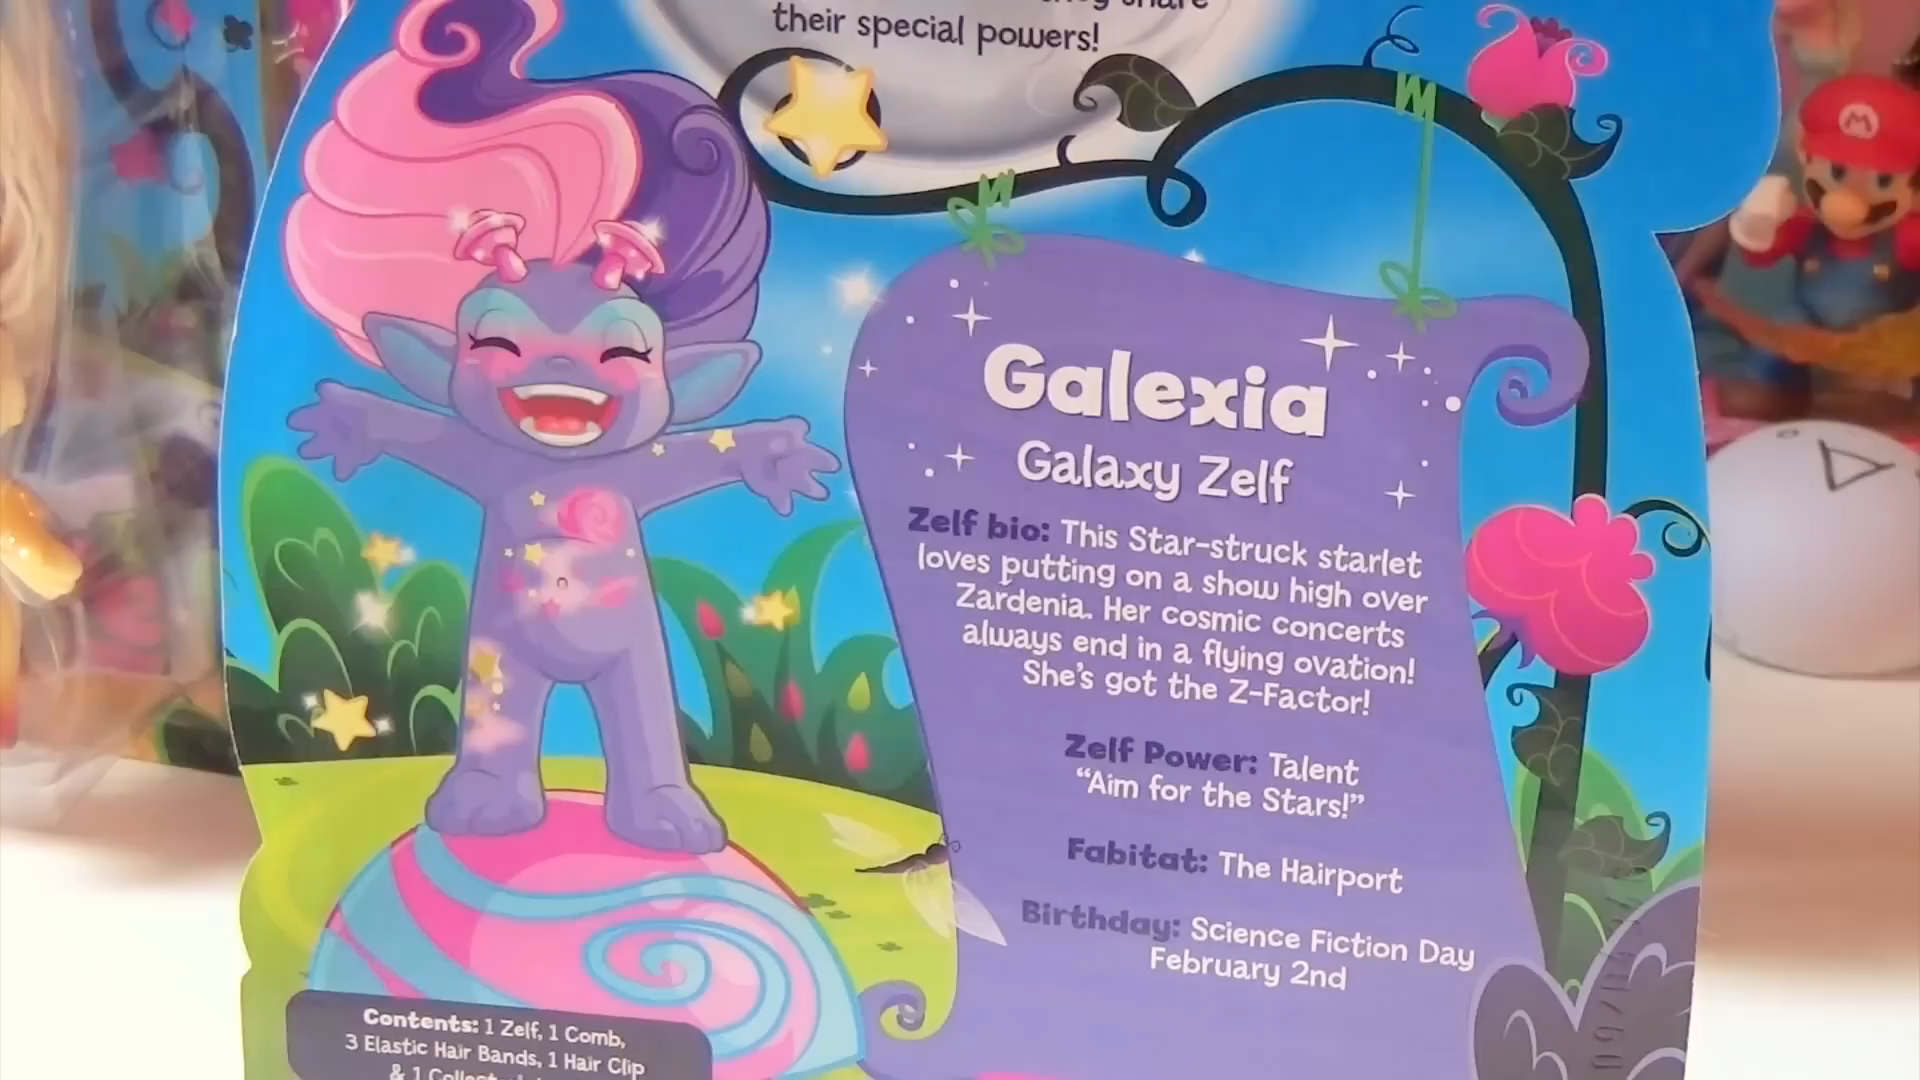 share
their special powers!
M
Galexia
Galaxy Zelf
Zelf bio: This Star-struck starlet
loves putting on a show high over
Zardenia. Her cosmic concerts
always end in a flying ovation!
She's got the Z-Factor!
Zelf Power: Talent
"Aim for the Stars!"
Fabitat: The Hairport
Birthday: Science Fiction Day
February 2nd
Contents: 1 Zelf, 1 Comb,
3 Elastic Hair Bands, 1 Hair Clip
& 1